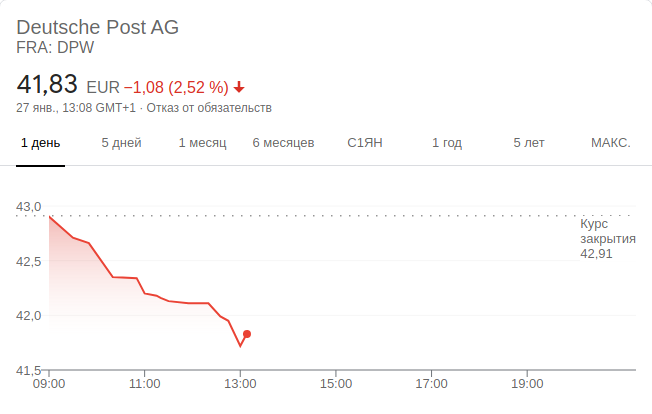 Deutsche Post AG
FRA: DPW
41,83 EUR −1,08 (2,52 %)
27 янв., 13:08 GMT+1 · Отказ от обязательств
1 день 5 дней 1 месяц 6 месяцев С1ЯН 1 год 5 лет МАКС.
43,0
Курс
закрытия
42,91
42,5
42,0
41,5
09:00 11:00 13:00 15:00 17:00 19:00